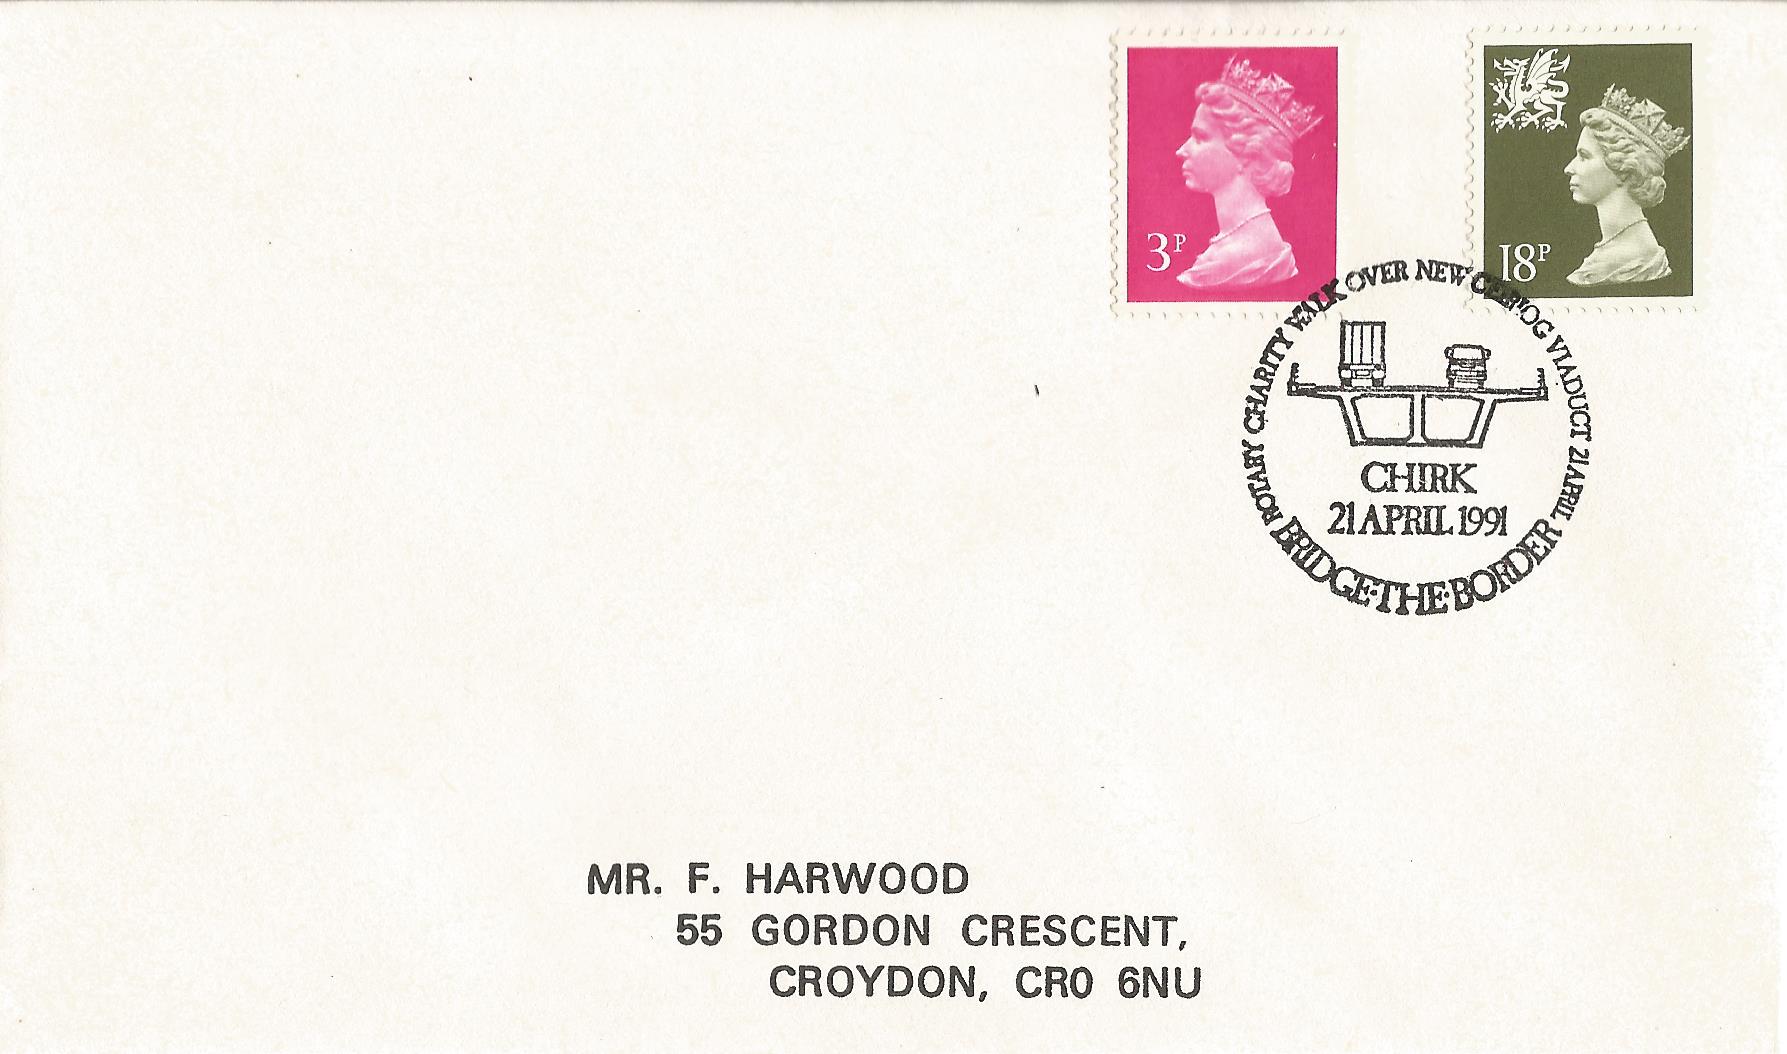 3P
18P
ROTARY CHARITY WALK OVER NEW CEIRIOG VIADUCT 21 APRIL
CHIRK
21 APRIL 1991
BRIDGE·THE·BORDER
MR. F. HARWOOD
55 GORDON CRESCENT,
CROYDON, CR0 6NU